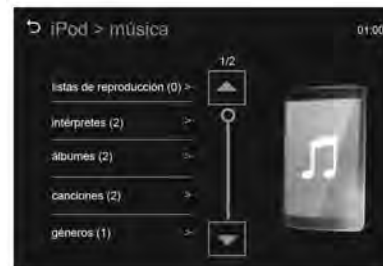 iPod > música
01:00
1/2
listas de reproducción (0) >
intérpretes (2) >
álbumes (2) >
canciones (2) >
géneros (1) >